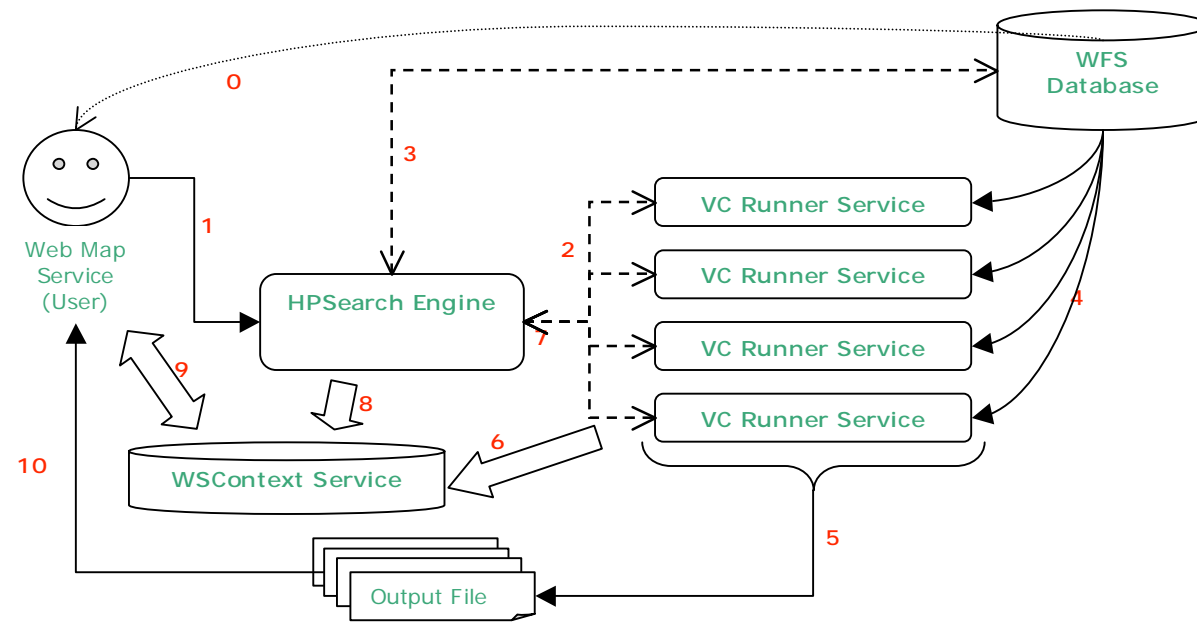 WFS
Database
0
3
VC Runner Service
1
2
Web Map
Service
(User)
VC Runner Service
HPSearch Engine
4
VC Runner Service
7
9
8
VC Runner Service
6
10
WSContext Service
5
Output File